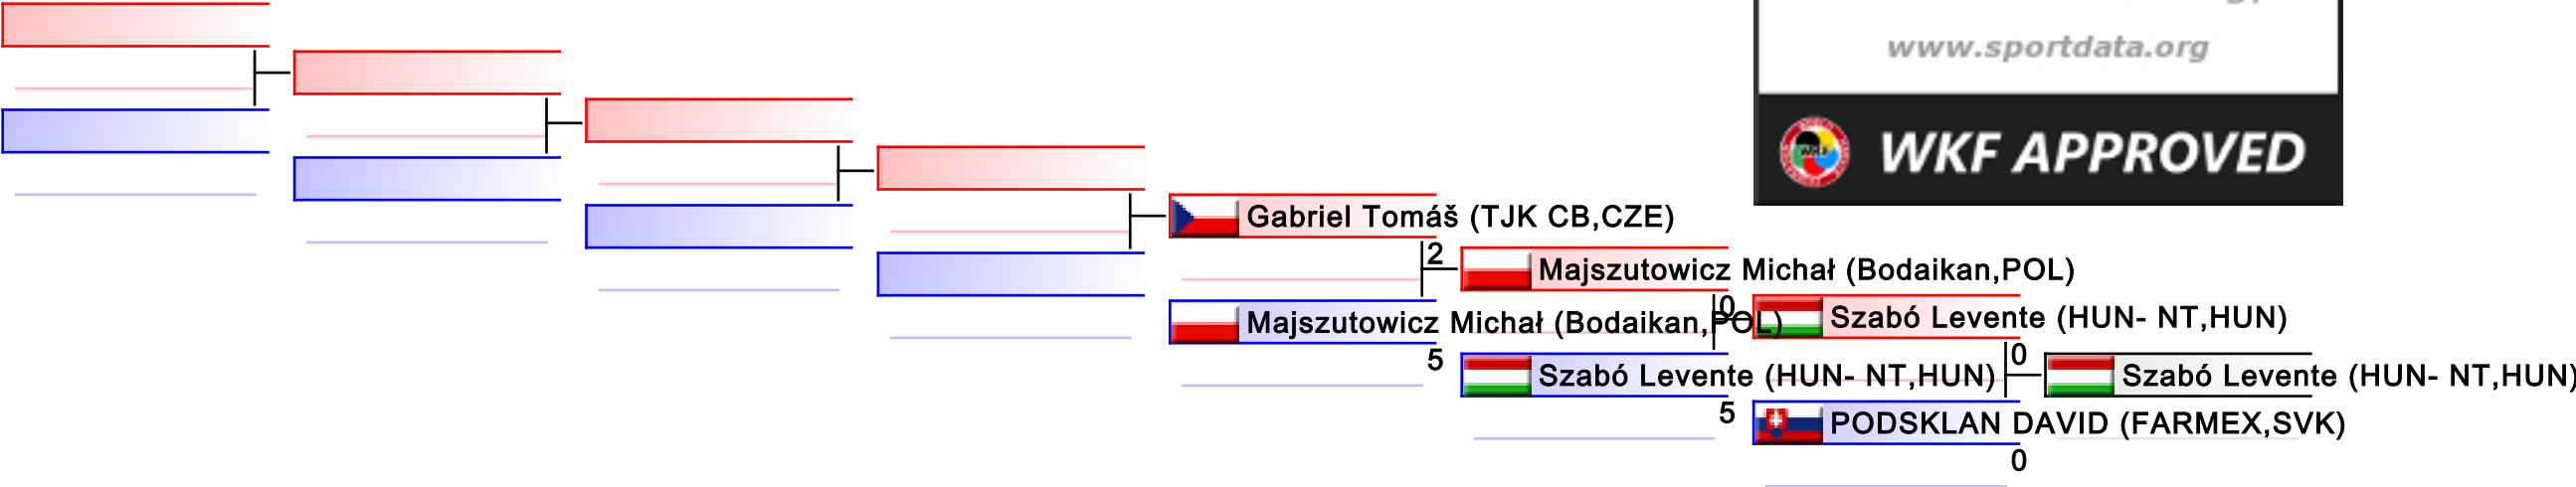 www.sportdata.org
WKF APPROVED
Gabriel Tomáš (TJK CB,CZE)
2
Majszutowicz Michał (Bodaikan,POL)
0
Majszutowicz Michał (Bodaikan,POL)
Szabó Levente (HUN- NT,HUN)
5
0
Szabó Levente (HUN- NT,HUN)
Szabó Levente (HUN- NT,HUN)
5
PODSKLAN DAVID (FARMEX,SVK)
0